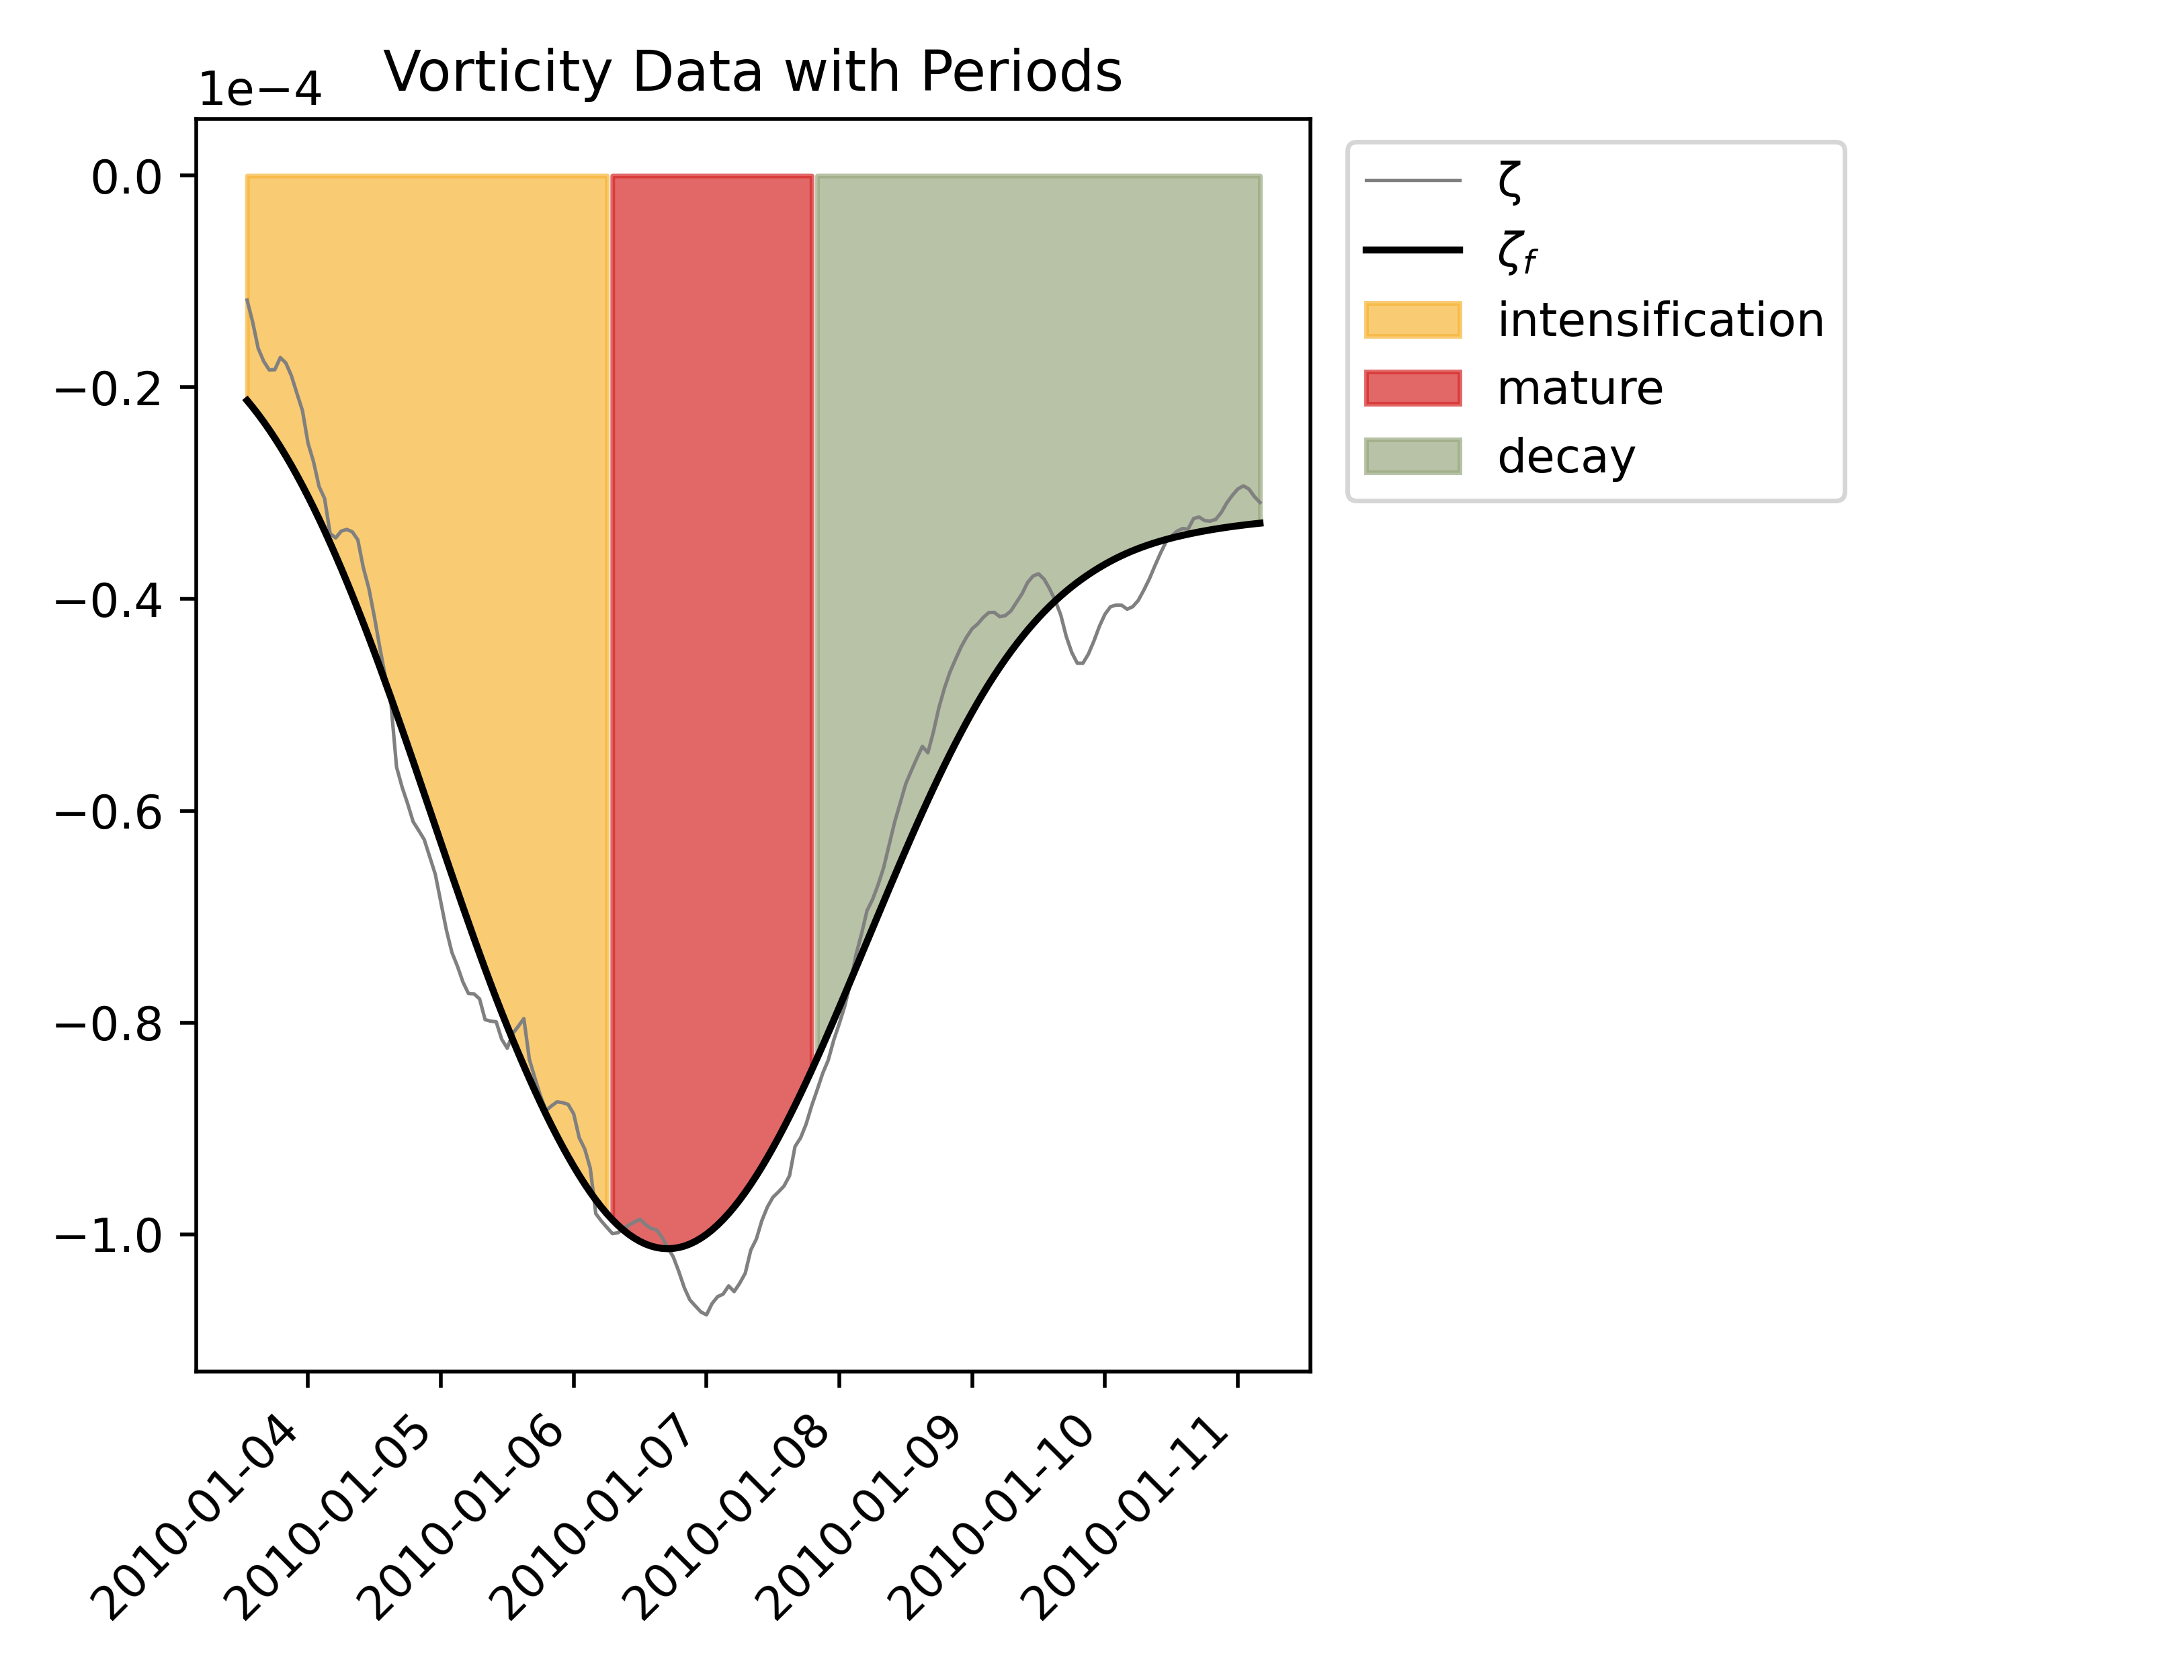 Vorticity Data with Periods
1e−4
0.0
−0.2
−0.4
−0.6
−0.8
−1.0
2010-01-04
2010-01-05
2010-01-06
2010-01-07
2010-01-08
2010-01-09
2010-01-10
2010-01-11
ζ
ζf
intensification
mature
decay